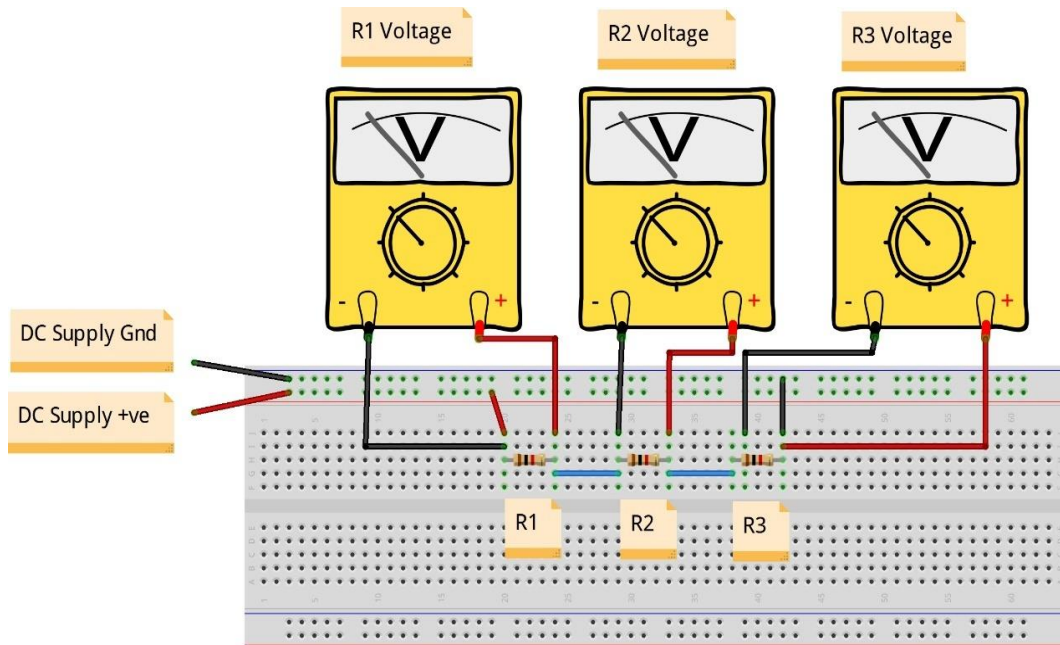 R1 Voltage
R2 Voltage
R3 Voltage
V
V
V
- +
- +
- +
DC Supply Gnd
DC Supply +ve
R1
R2
R3